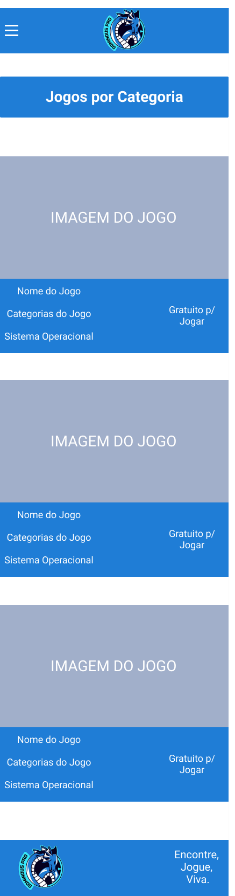 Jogos por Categoria
IMAGEM DO JOGO
Nome do Jogo
Categorias do Jogo
Sistema Operacional
Gratuito p/
Jogar
IMAGEM DO JOGO
Nome do Jogo
Categorias do Jogo
Sistema Operacional
Gratuito p/
Jogar
IMAGEM DO JOGO
Nome do Jogo
Categorias do Jogo
Sistema Operacional
Gratuito p/
Jogar
Encontre,
Jogue,
Viva.